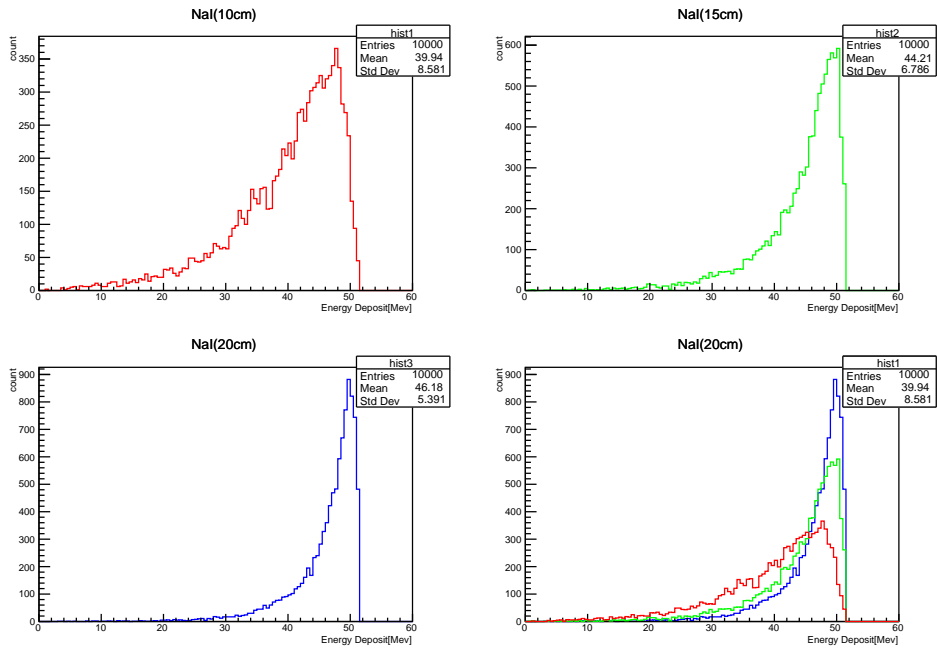 NaI(10cm)
hist1
Entries 10000
Mean 39.94
Std Dev 8.581
count
350
300
250
200
150
100
50
0
0 10 20 30 40 50 60
Energy Deposit[Mev]
NaI(15cm)
hist2
Entries 10000
Mean 44.21
Std Dev 6.786
count
600
500
400
300
200
100
0
0 10 20 30 40 50 60
Energy Deposit[Mev]
NaI(20cm)
hist3
Entries 10000
Mean 46.18
Std Dev 5.391
count
900
800
700
600
500
400
300
200
100
0
0 10 20 30 40 50 60
Energy Deposit[Mev]
NaI(20cm)
hist1
Entries 10000
Mean 39.94
Std Dev 8.581
count
900
800
700
600
500
400
300
200
100
0
0 10 20 30 40 50 60
Energy Deposit[Mev]